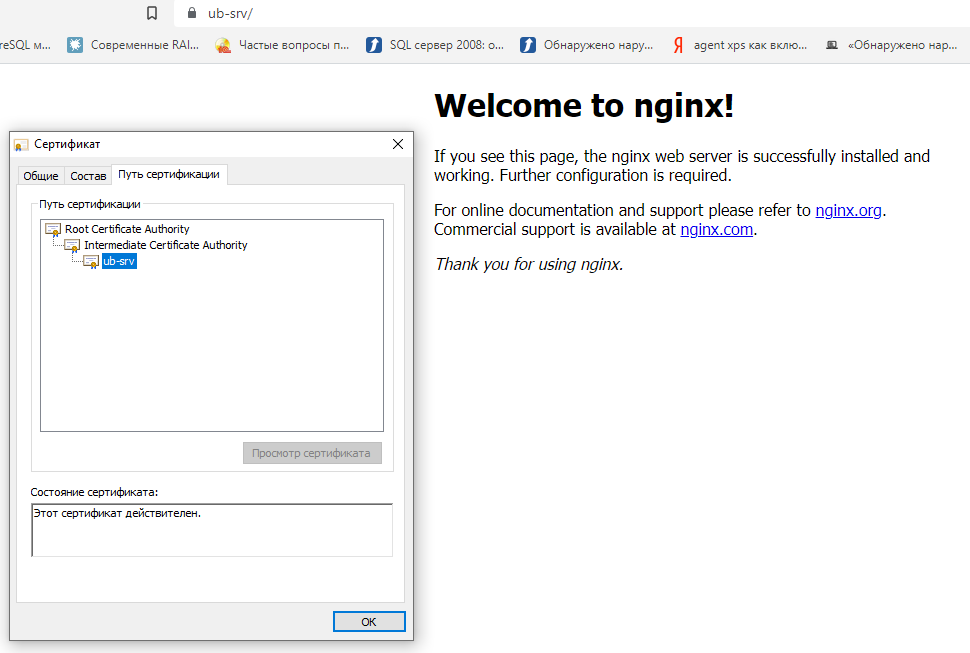 ub-srv/
reSQL м...
Современные RAI...
Частые вопросы п...
SQL сервер 2008: о...
Обнаружено нару...
agent xps как вклю...
«Обнаружено нар...
Welcome to nginx!
If you see this page, the nginx web server is successfully installed and
working. Further configuration is required.
For online documentation and support please refer to nginx.org.
Commercial support is available at nginx.com.
Thank you for using nginx.
Сертификат
Общие
Состав
Путь сертификации
Путь сертификации
Root Certificate Authority
Intermediate Certificate Authority
ub-srv
Просмотр сертификата
Состояние сертификата:
Этот сертификат действителен.
OK